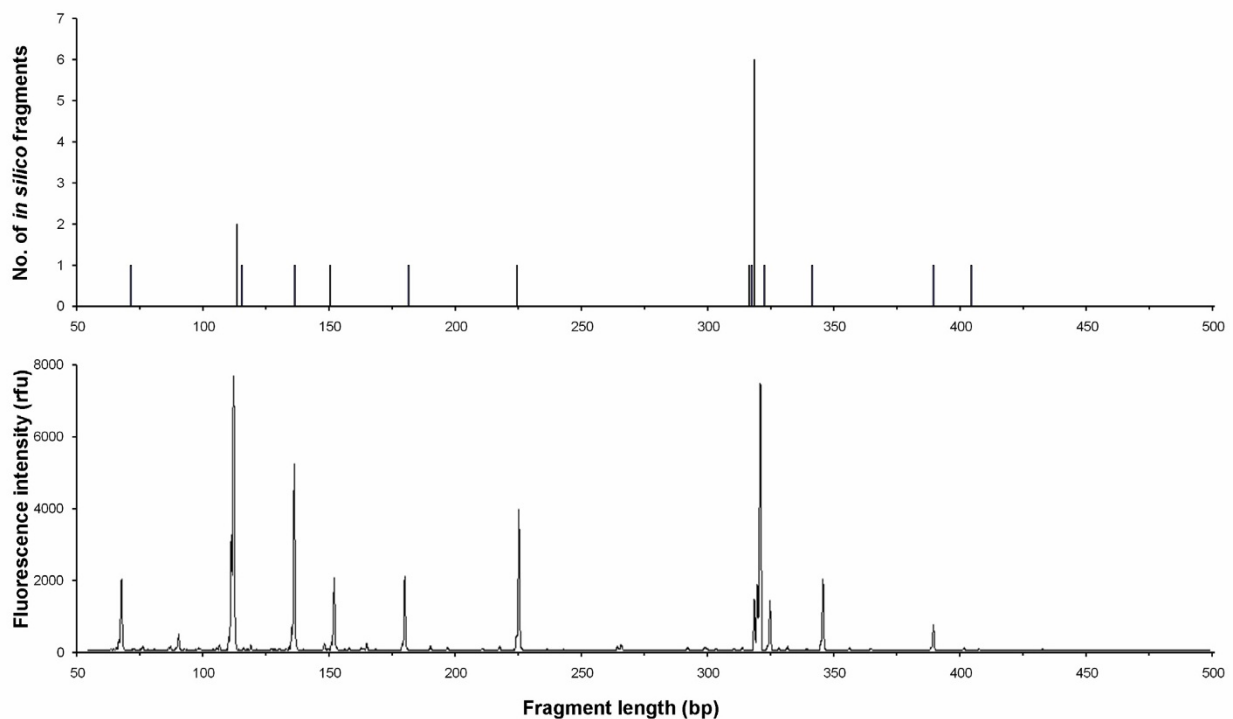 No. of in silico fragments
7
6
5
4
3
2
1
0
50 100 150 200 250 300 350 400 450 500
Fluorescence intensity (rfu)
8000
6000
4000
2000
0
50 100 150 200 250 300 350 400 450 500
Fragment length (bp)